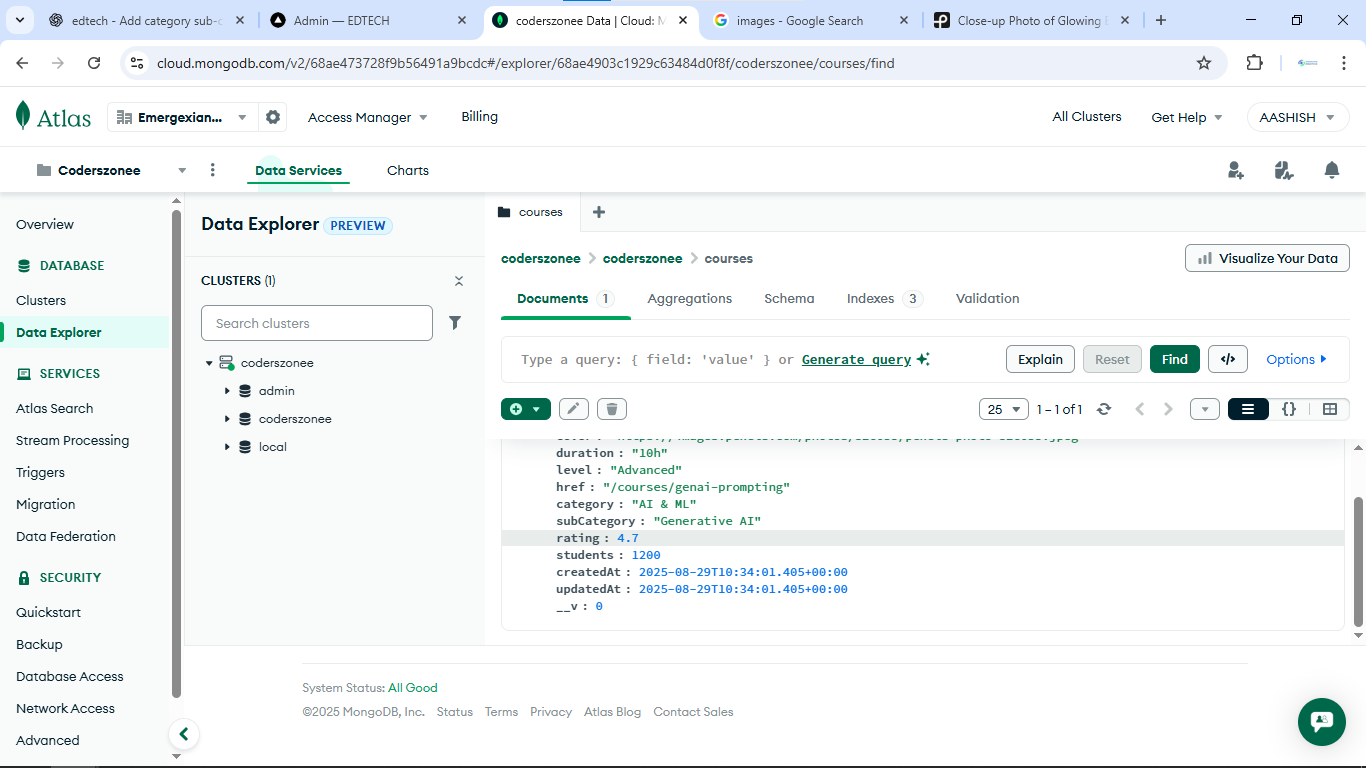 edtech - Add category sub-c
Admin — EDTECH
coderszonee Data | Cloud: M
images - Google Search
Close-up Photo of Glowing
cloud.mongodb.com/v2/68ae473728f9b56491a9bcdc#/explorer/68ae4903c1929c63484d0f8f/coderszonee/courses/find
Atlas
Emergexian...
Access Manager
Billing
All Clusters
Get Help
AASHISH
Coderszonee
Data Services
Charts
Overview
DATABASE
Clusters
Data Explorer
SERVICES
Atlas Search
Stream Processing
Triggers
Migration
Data Federation
SECURITY
Quickstart
Backup
Database Access
Network Access
Advanced
Data Explorer PREVIEW
CLUSTERS (1)
Search clusters
coderszonee
admin
coderszonee
local
courses
coderszonee > coderszonee > courses
Visualize Your Data
Documents 1
Aggregations
Schema
Indexes 3
Validation
Type a query: { field: 'value' } or Generate query
Explain
Reset
Find
</>
Options
25
1 – 1 of 1
{}
duration : "10h"
level : "Advanced"
href : "/courses/genai-prompting"
category : "AI & ML"
subCategory : "Generative AI"
rating : 4.7
students : 1200
createdAt : 2025-08-29T10:34:01.405+00:00
updatedAt : 2025-08-29T10:34:01.405+00:00
__v : 0
System Status: All Good
©2025 MongoDB, Inc. Status Terms Privacy Atlas Blog Contact Sales